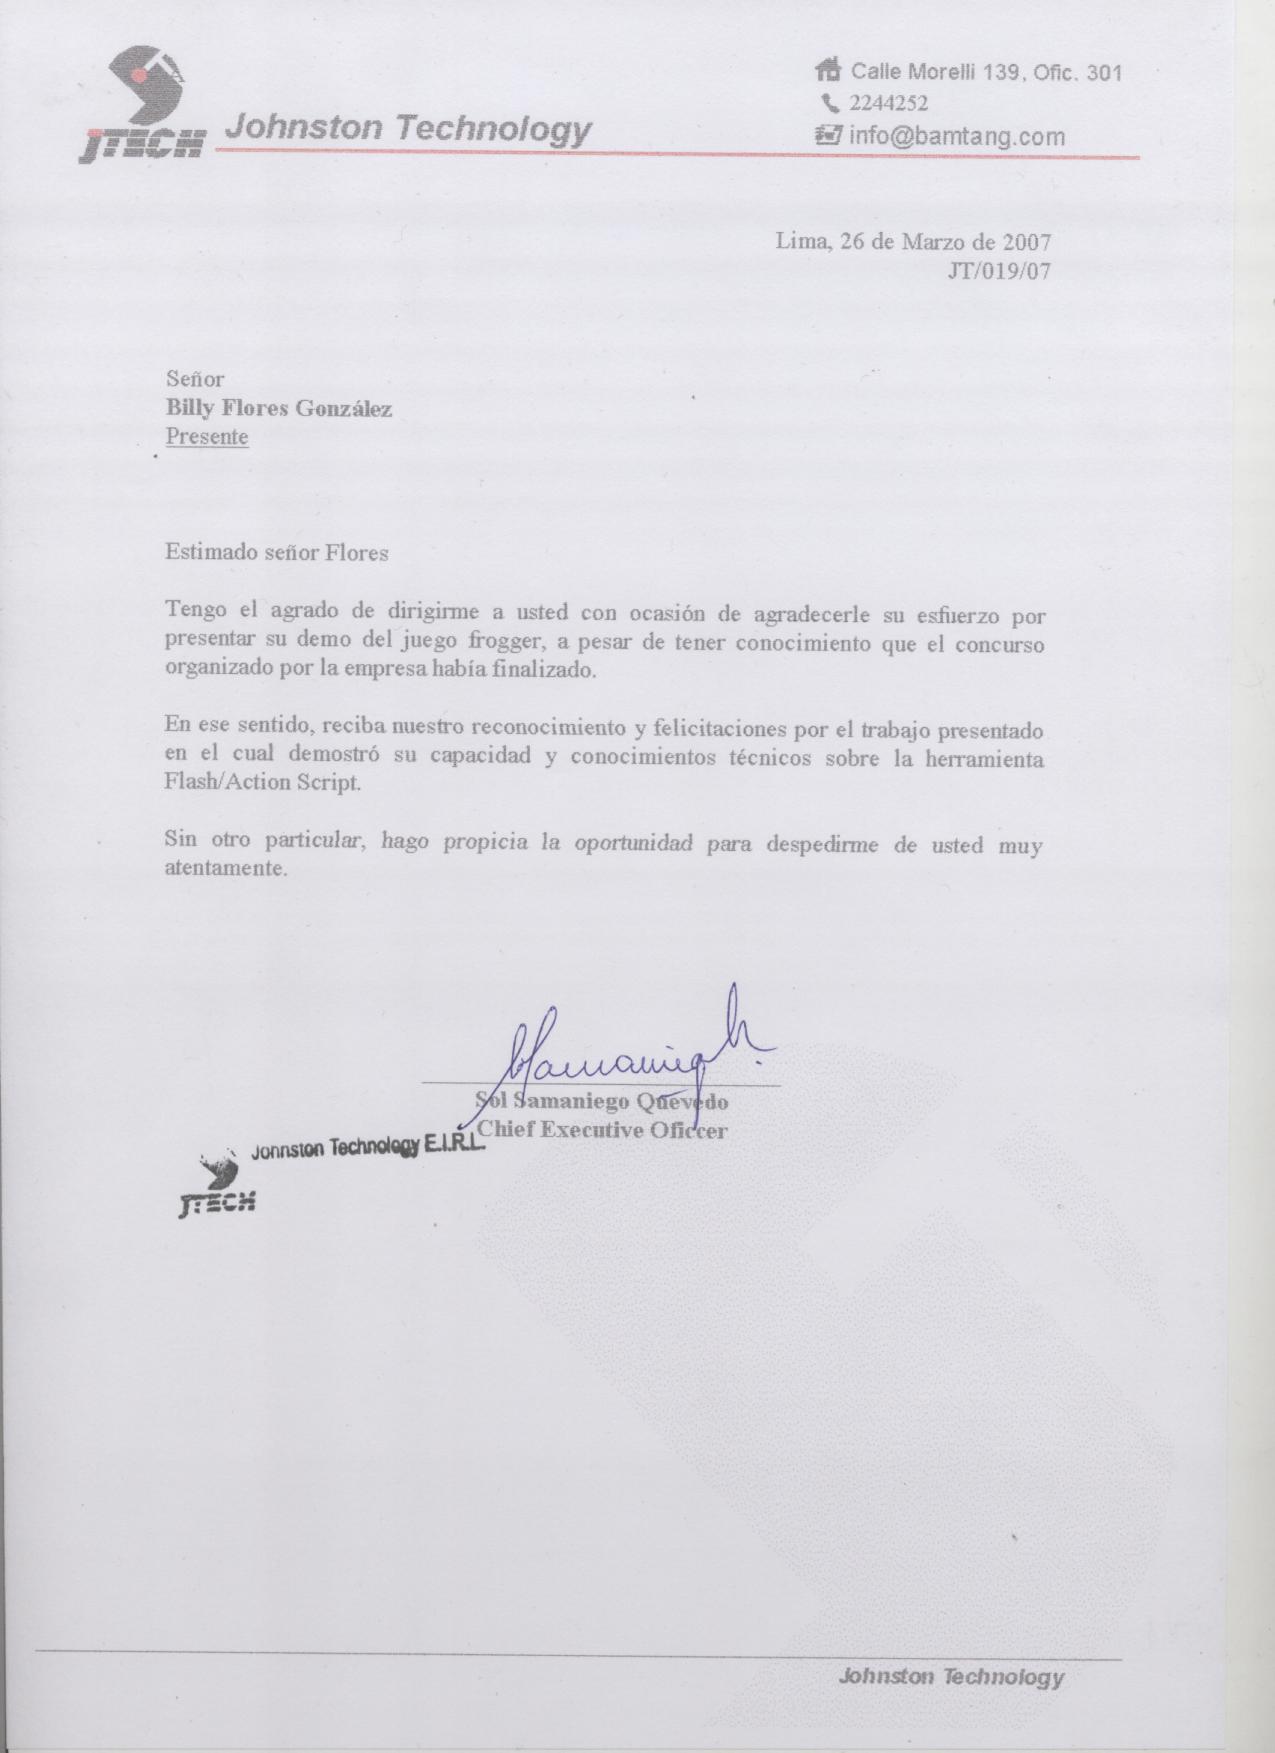 JTECH
Johnston Technology
Calle Morelli 139, Ofic. 301
2244252
info@bamtang.com
Lima, 26 de Marzo de 2007
JT/019/07
Señor
Billy Flores González
Presente
Estimado señor Flores
Tengo el agrado de dirigirme a usted con ocasión de agradecerle su esfuerzo por
presentar su demo del juego frogger, a pesar de tener conocimiento que el concurso
organizado por la empresa había finalizado.
En ese sentido, reciba nuestro reconocimiento y felicitaciones por el trabajo presentado
en el cual demostró su capacidad y conocimientos técnicos sobre la herramienta
Flash/Action Script.
Sin otro particular, hago propicia la oportunidad para despedirme de usted muy
atentamente.
Sol Samaniego Quevedo
Chief Executive Oficcer
Johnston Technology E.I.R.L.
JTECH
Johnston Technology